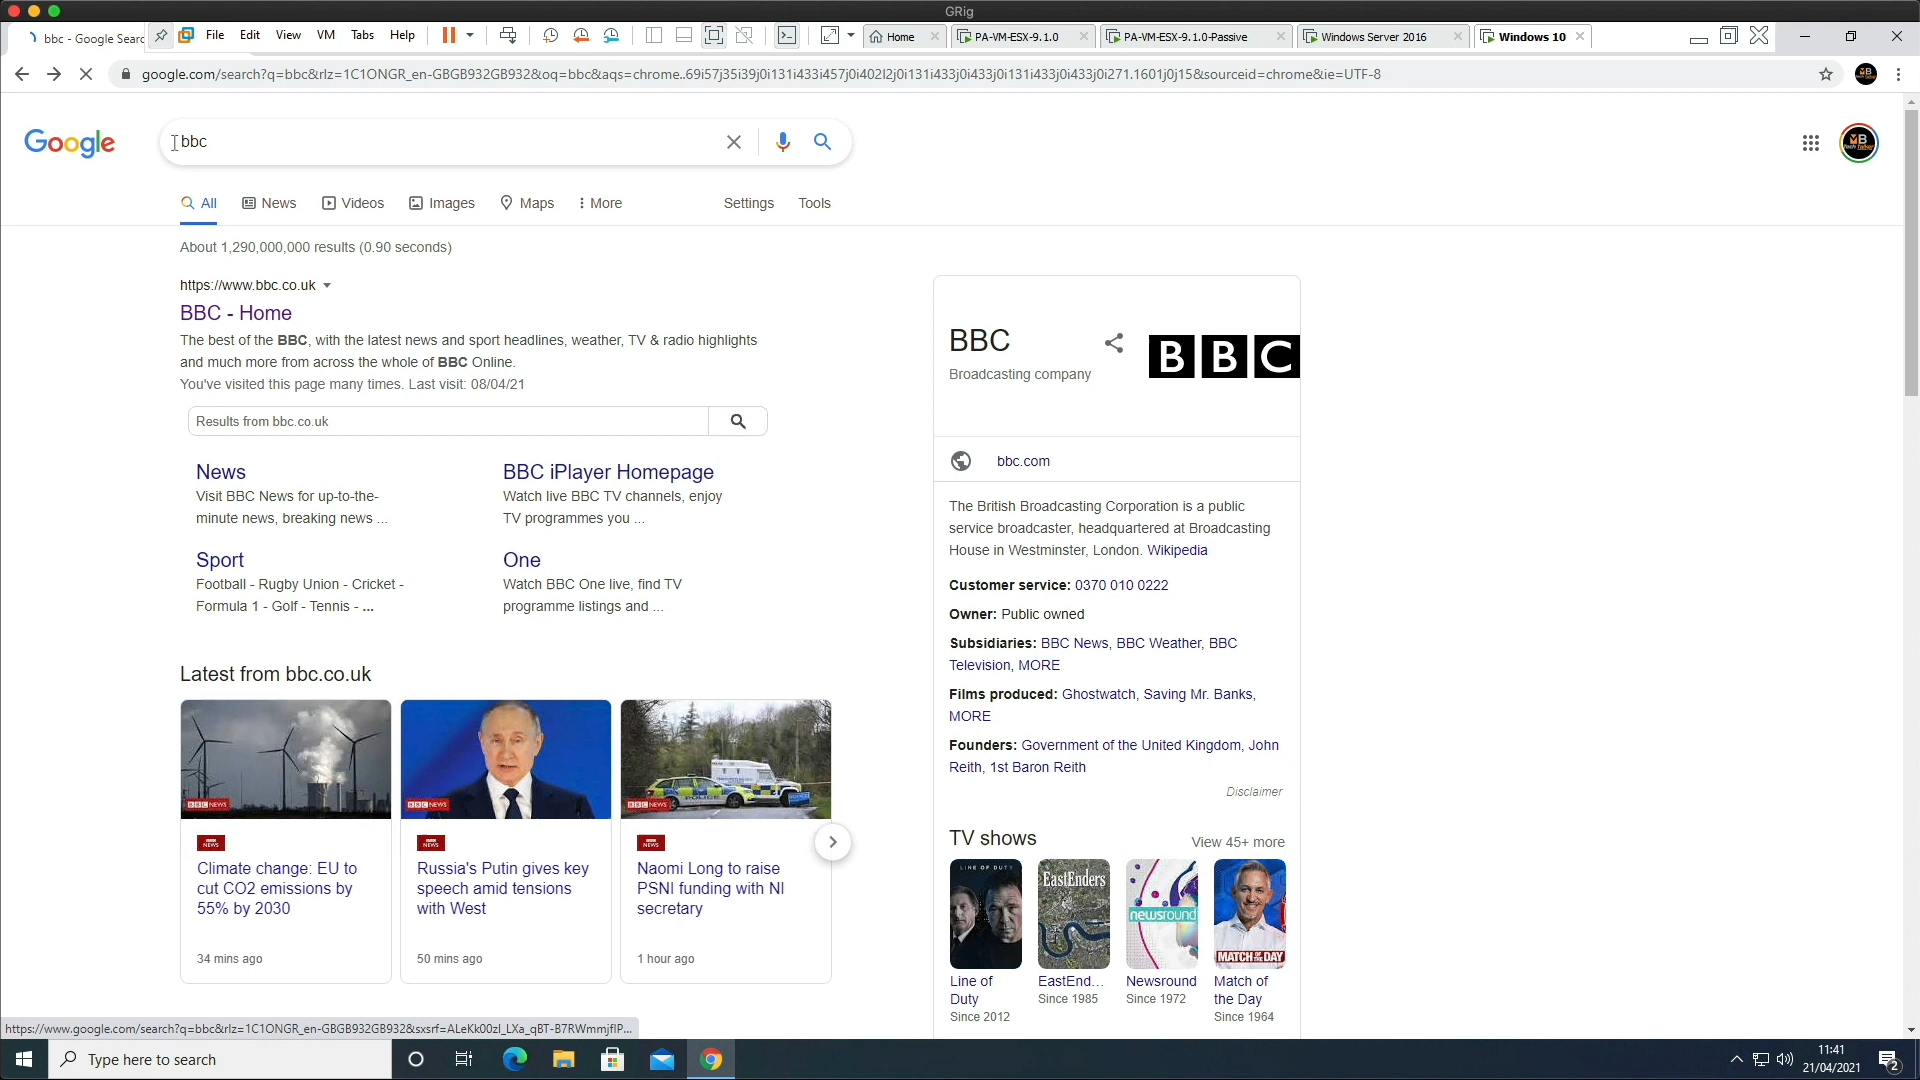 GRig
bbc - Google Searc
File Edit View VM Tabs Help
Home
PA-VM-ESX-9.1.0
PA-VM-ESX-9.1.0-Passive
Windows Server 2016
Windows 10
google.com/search?q=bbc&rlz=1C1ONGR_en-GBGB932GB932&oq=bbc&aqs=chrome..69i57j35i39j0i131i433i457j0i402l2j0i131i433j0i433j0i131i433j0i433j0i271.1601j0j15&sourceid=chrome&ie=UTF-8
Google
bbc
All News Videos Images Maps More Settings Tools
About 1,290,000,000 results (0.90 seconds)
https://www.bbc.co.uk
BBC - Home
The best of the BBC, with the latest news and sport headlines, weather, TV & radio highlights
and much more from across the whole of BBC Online.
You've visited this page many times. Last visit: 08/04/21
Results from bbc.co.uk
News
Visit BBC News for up-to-the-
minute news, breaking news ...
BBC iPlayer Homepage
Watch live BBC TV channels, enjoy
TV programmes you ...
Sport
Football - Rugby Union - Cricket -
Formula 1 - Golf - Tennis - ...
One
Watch BBC One live, find TV
programme listings and ...
Latest from bbc.co.uk
BBC NEWS
BBC NEWS
POLICE
BBC NEWS
NEWS
Climate change: EU to
cut CO2 emissions by
55% by 2030
34 mins ago
NEWS
Russia's Putin gives key
speech amid tensions
with West
50 mins ago
NEWS
Naomi Long to raise
PSNI funding with NI
secretary
1 hour ago
BBC
Broadcasting company
BBC
bbc.com
The British Broadcasting Corporation is a public
service broadcaster, headquartered at Broadcasting
House in Westminster, London. Wikipedia
Customer service: 0370 010 0222
Owner: Public owned
Subsidiaries: BBC News, BBC Weather, BBC
Television, MORE
Films produced: Ghostwatch, Saving Mr. Banks,
MORE
Founders: Government of the United Kingdom, John
Reith, 1st Baron Reith
Disclaimer
TV shows
View 45+ more
LINE OF DUTY
EastEnders
newsround
MATCH OF THE DAY
Line of
Duty
Since 2012
EastEnd...
Since 1985
Newsround
Since 1972
Match of
the Day
Since 1964
https://www.google.com/search?q=bbc&rlz=1C1ONGR_en-GBGB932GB932&sxsrf=ALeKk00zI_LXa_qBT-B7RWmmjfIP...
Type here to search
11:41
21/04/2021
2